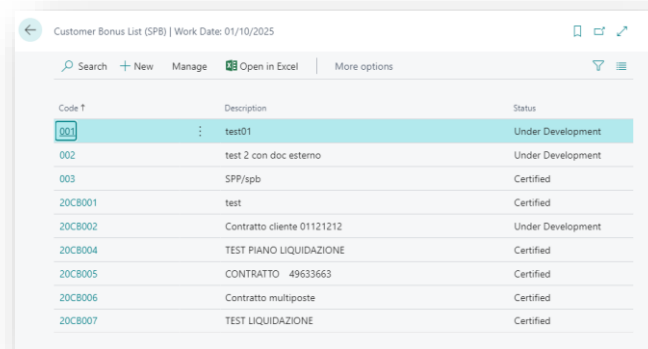 Customer Bonus List (SPB) | Work Date: 01/10/2025
Search New Manage Open in Excel More options
Code ↑ Description Status
001 test01 Under Development
002 test 2 con doc esterno Under Development
003 SPP/spb Certified
20CB001 test Certified
20CB002 Contratto cliente 01121212 Under Development
20CB004 TEST PIANO LIQUIDAZIONE Certified
20CB005 CONTRATTO 49633663 Certified
20CB006 Contratto multiposte Certified
20CB007 TEST LIQUIDAZIONE Certified